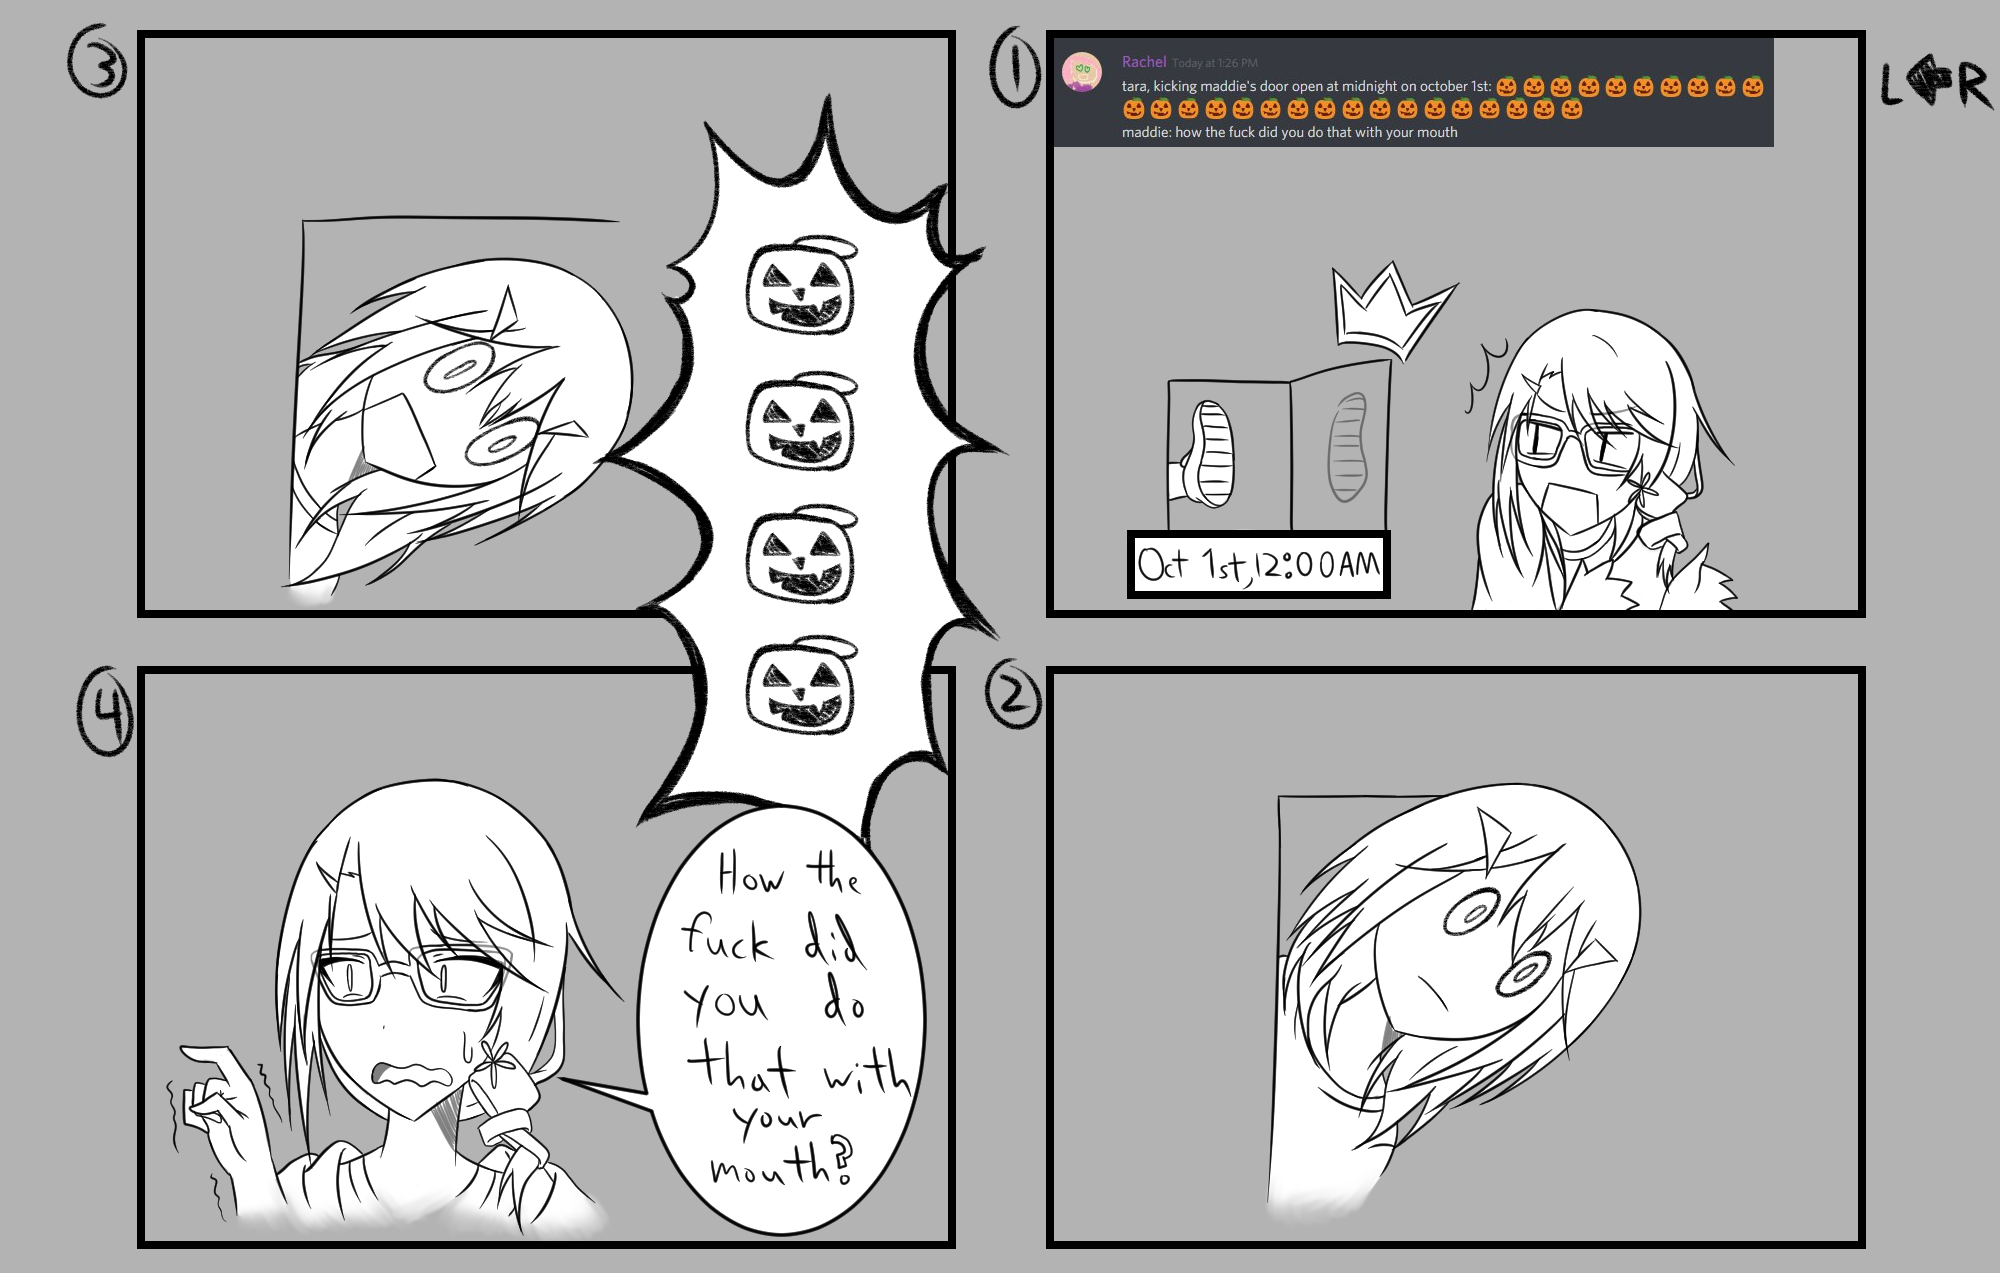 L R
1
Rachel Today at 1:26 PM
tara, kicking maddie's door open at midnight on october 1st: 🎃🎃🎃🎃🎃🎃🎃🎃🎃🎃
🎃🎃🎃🎃🎃🎃🎃🎃🎃🎃🎃🎃🎃🎃🎃🎃🎃
maddie: how the fuck did you do that with your mouth
Oct 1st, 12:00AM
2
3
4
How the
fuck did
you do
that with
your
mouth?